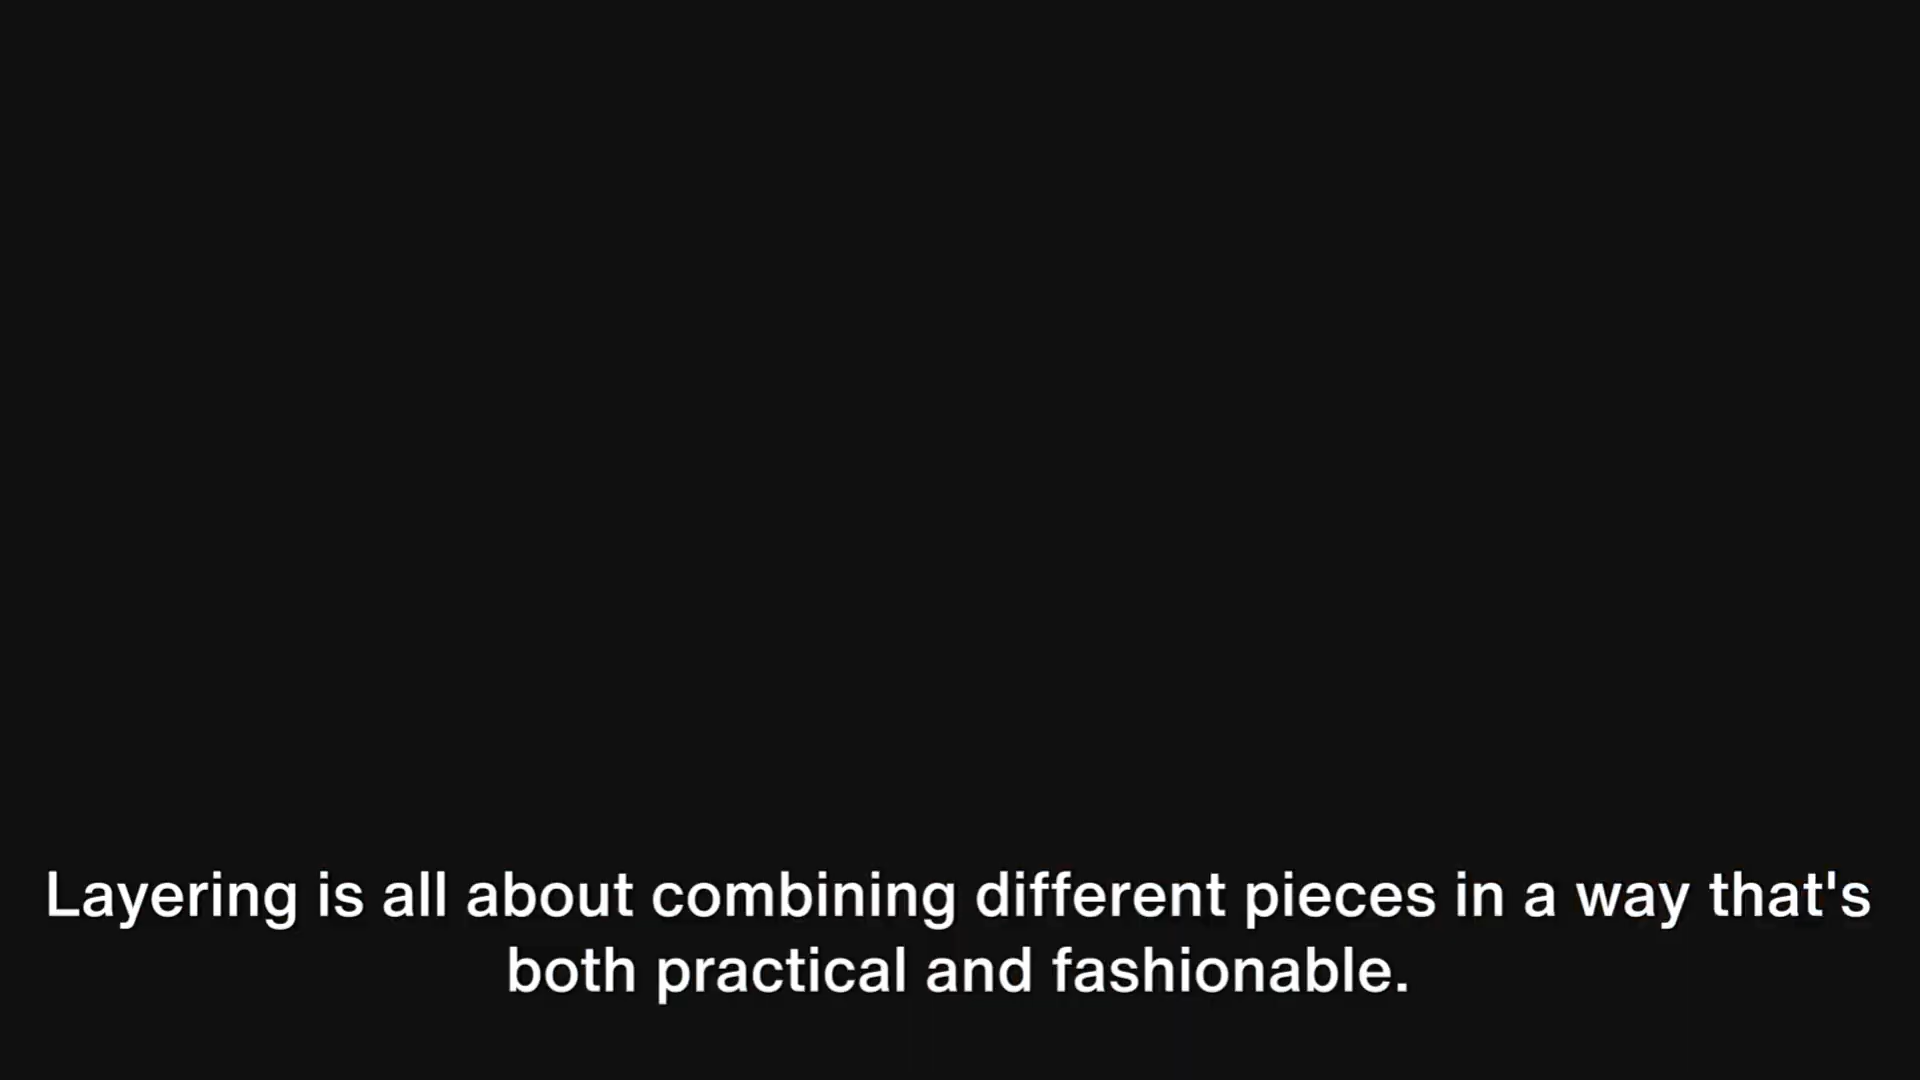 Layering is all about combining different pieces in a way that's
both practical and fashionable.